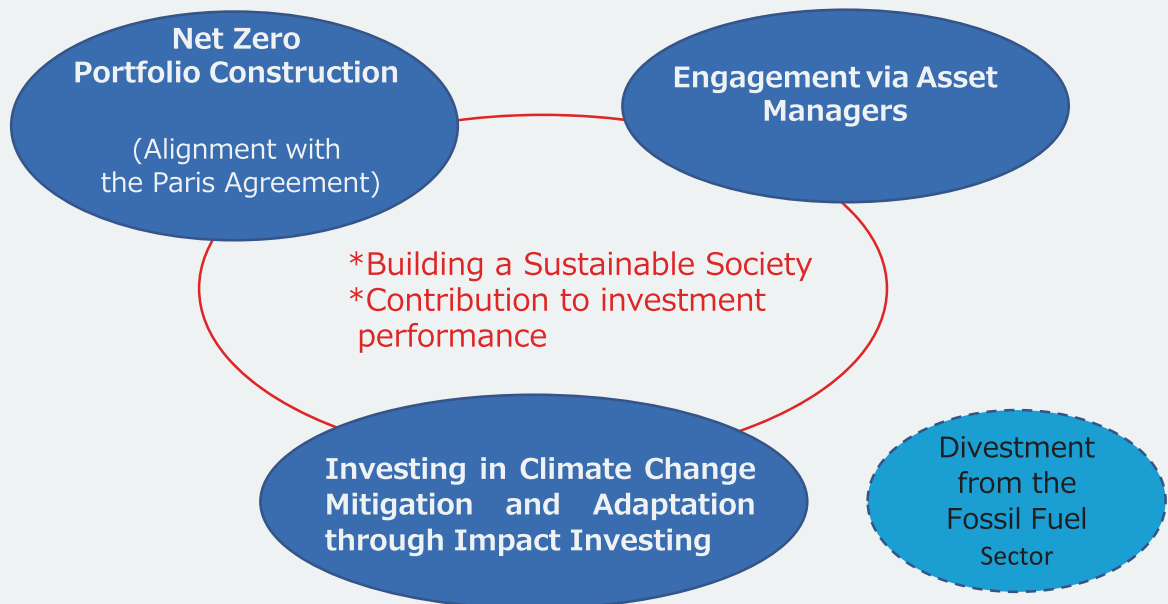 Net Zero
Portfolio Construction
(Alignment with
the Paris Agreement)
Engagement via Asset
Managers
*Building a Sustainable Society
*Contribution to investment
performance
Investing in Climate Change
Mitigation and Adaptation
through Impact Investing
Divestment
from the
Fossil Fuel
Sector